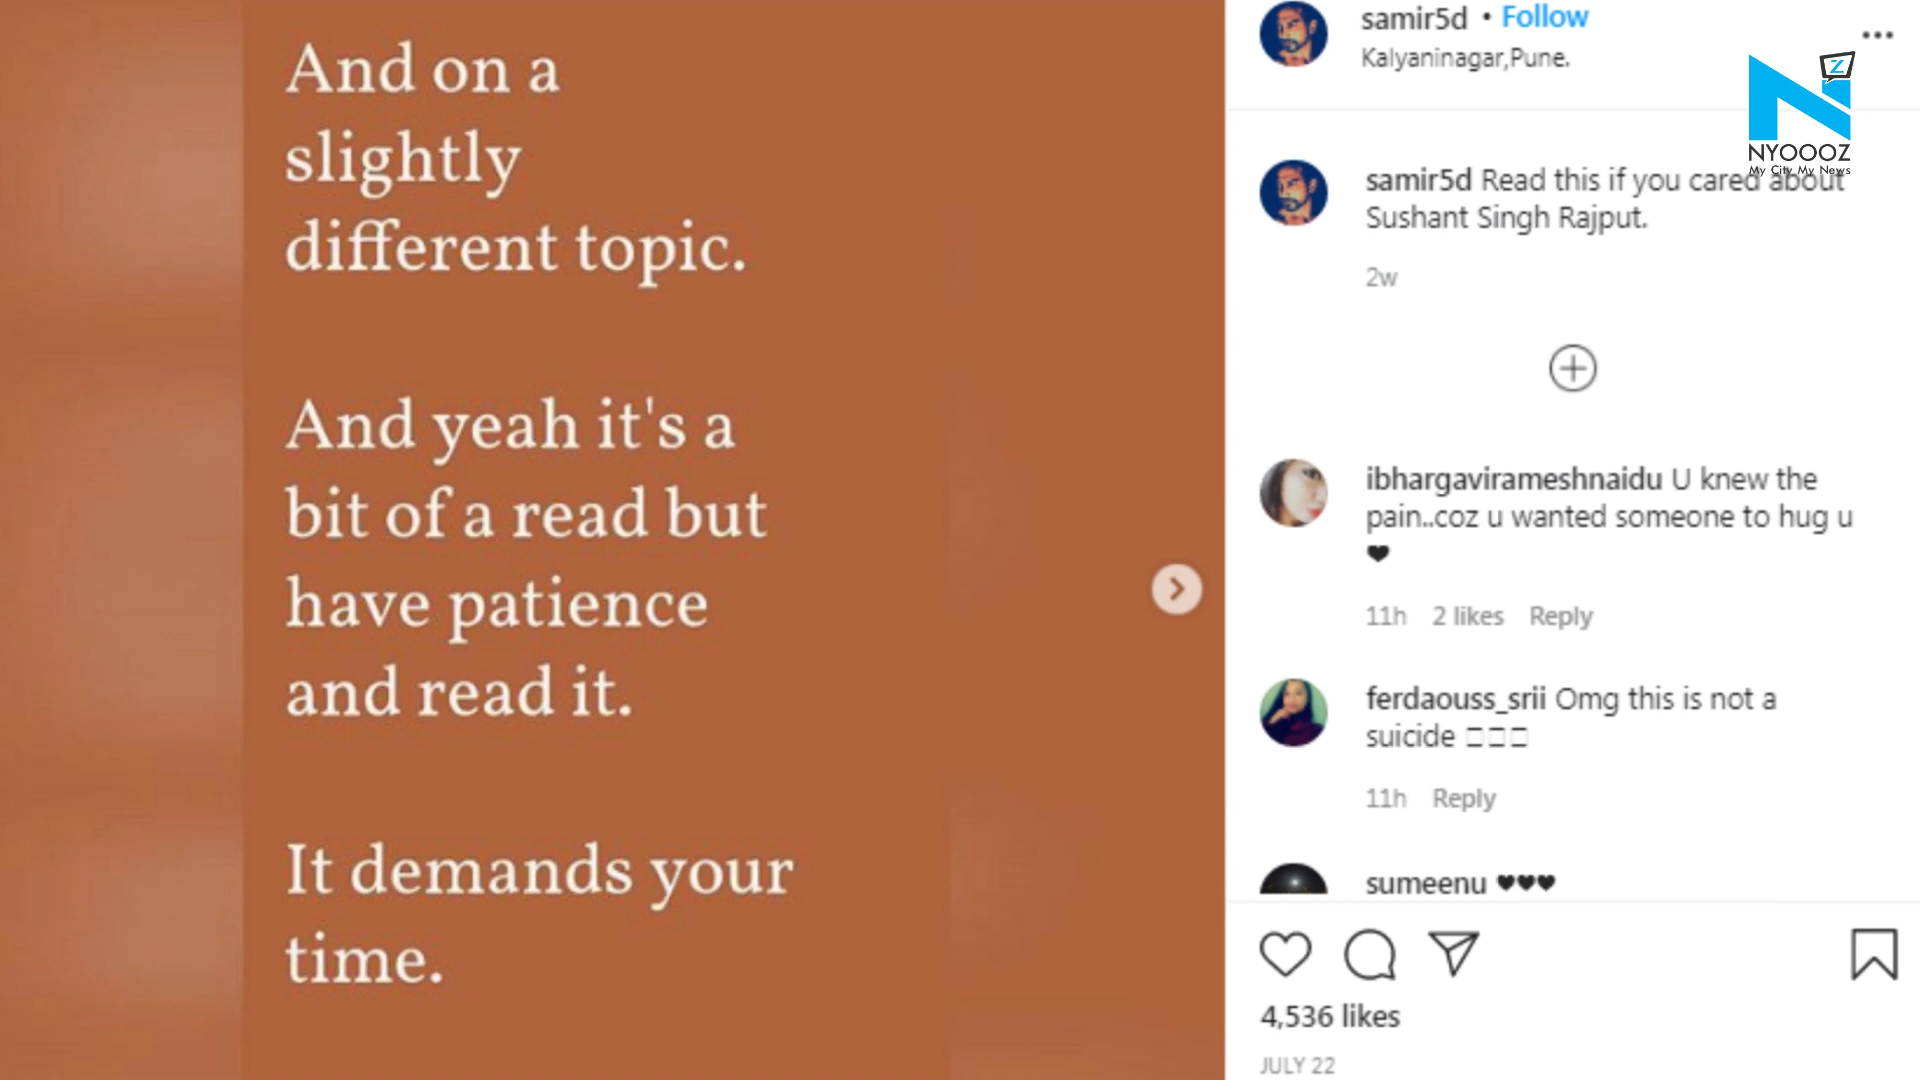 And on a
slightly
different topic.
And yeah it's a
bit of a read but
have patience
and read it.
It demands your
time.
samir5d • Follow
Kalyaninagar,Pune.
Z
NYOOOZ
My City My News
samir5d Read this if you cared about
Sushant Singh Rajput.
2w
ibhargavirameshnaidu U knew the
pain..coz u wanted someone to hug u
♥
11h 2 likes Reply
ferdaouss_srii Omg this is not a
suicide □□□
11h Reply
sumeenu ♥♥♥
4,536 likes
JULY 22